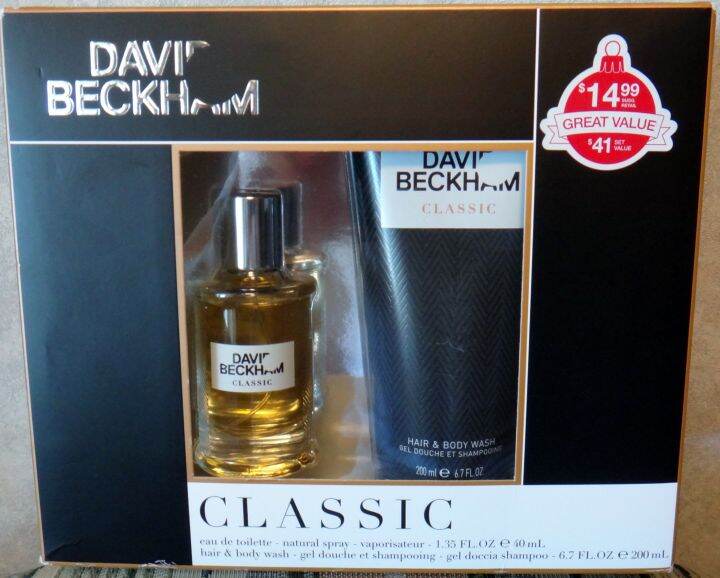 DAVID
BECKHAM
$14.99
SUGG.
RETAIL
GREAT VALUE
$41 SET
VALUE
DAVID
BECKHAM
CLASSIC
DAVID
BECKHAM
CLASSIC
HAIR & BODY WASH
GEL DOUCHE ET SHAMPOOING
200 ml e 6.7 FL.OZ
CLASSIC
eau de toilette - natural spray - vaporisateur - 1.35 FL.OZ e 40 mL
hair & body wash - gel douche et shampooing - gel doccia shampoo - 6.7 FL.OZ e 200 mL